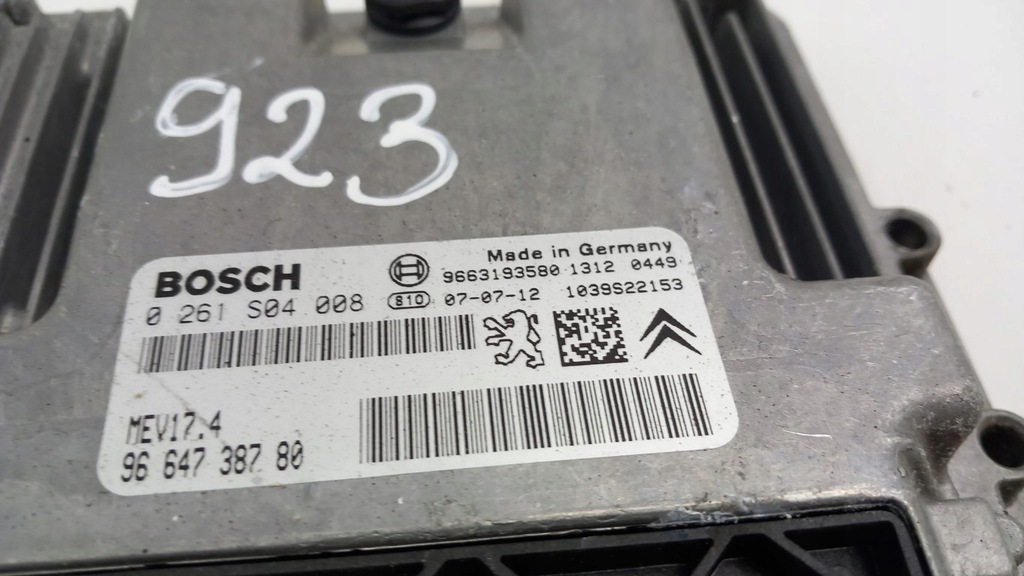 923
BOSCH
Made in Germany
9663193580 1312 0449
0 261 S04 008
810 07-07-12 1039S22153
MEV17.4
96 647 387 80